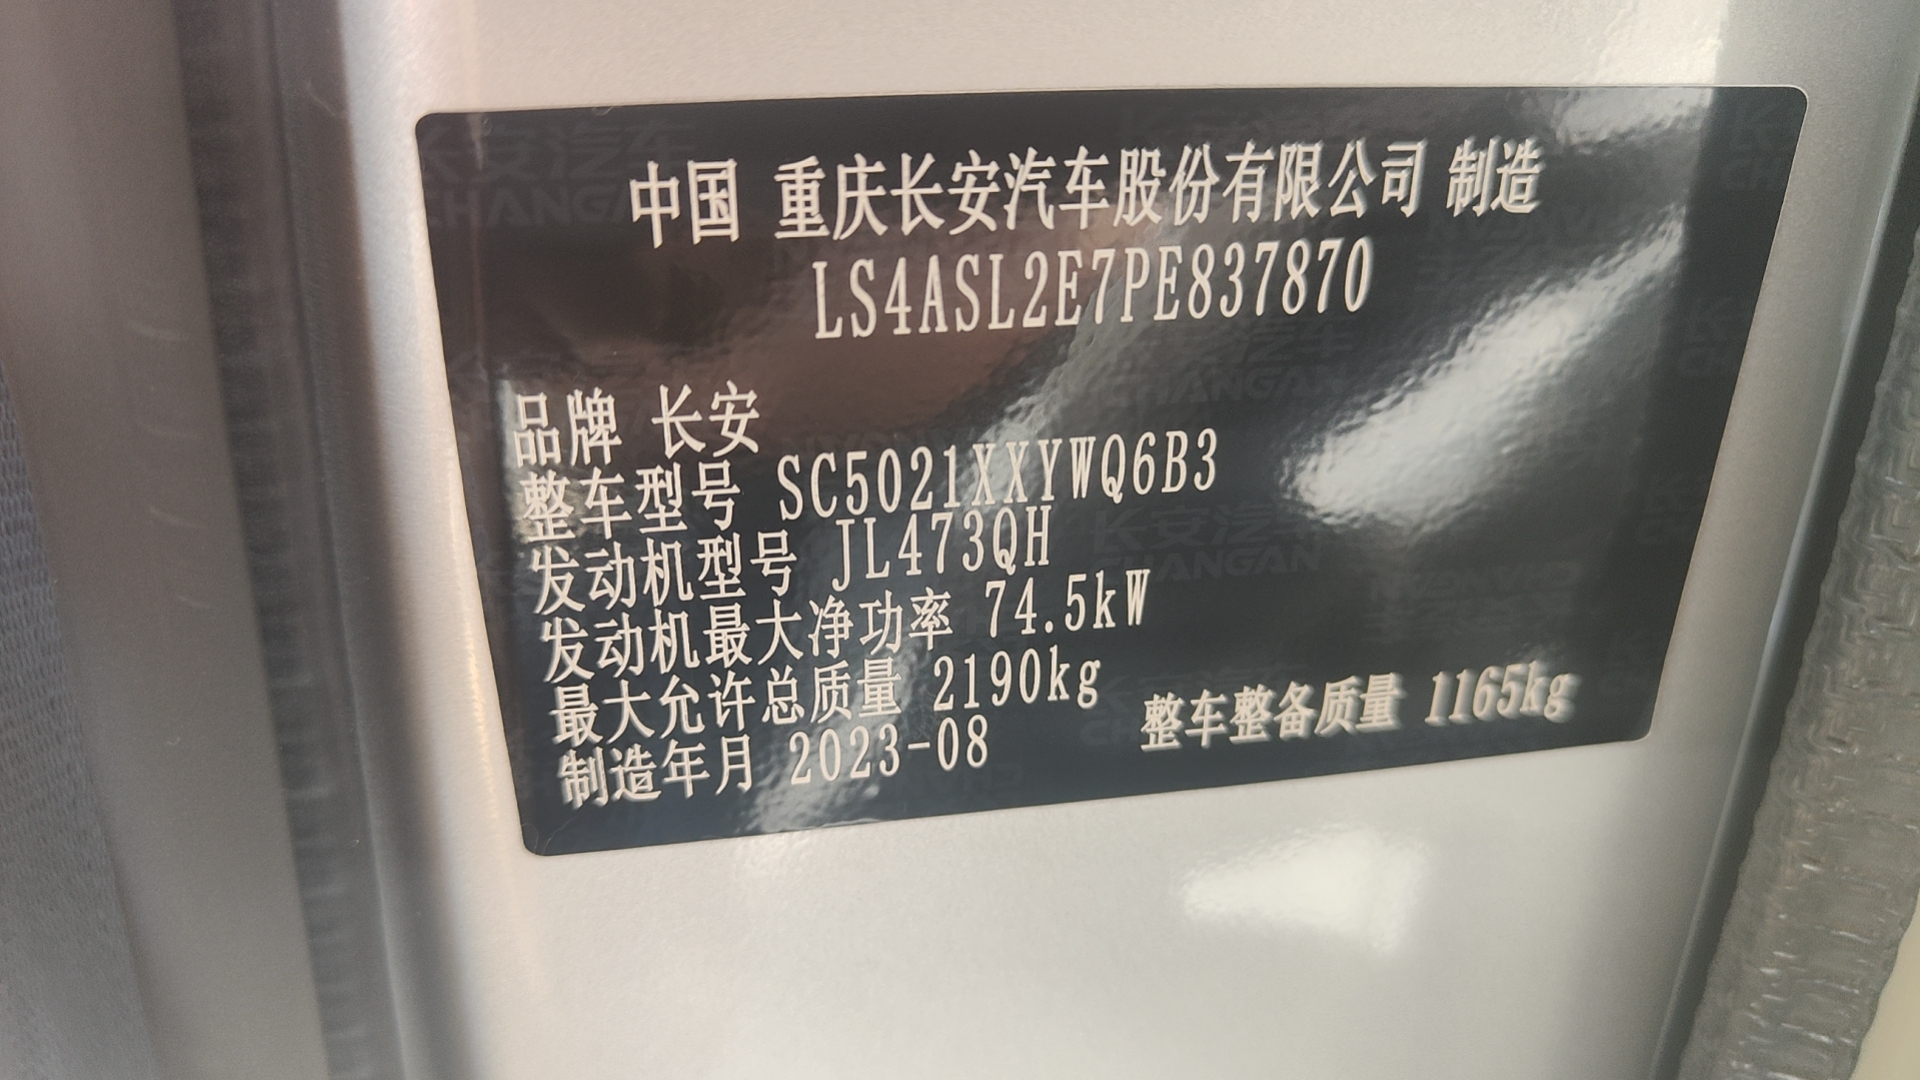 中国 重庆长安汽车股份有限公司 制造
LS4ASL2E7PE837870
品牌 长安
整车型号 SC5021XXYWQ6B3
发动机型号 JL473QH
发动机最大净功率 74.5kW
最大允许总质量 2190kg
整车整备质量 1165kg
制造年月 2023-08